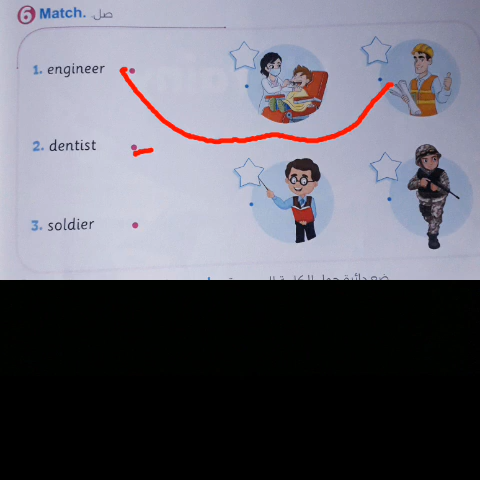 6 Match. صل.
1. engineer
2. dentist
3. soldier